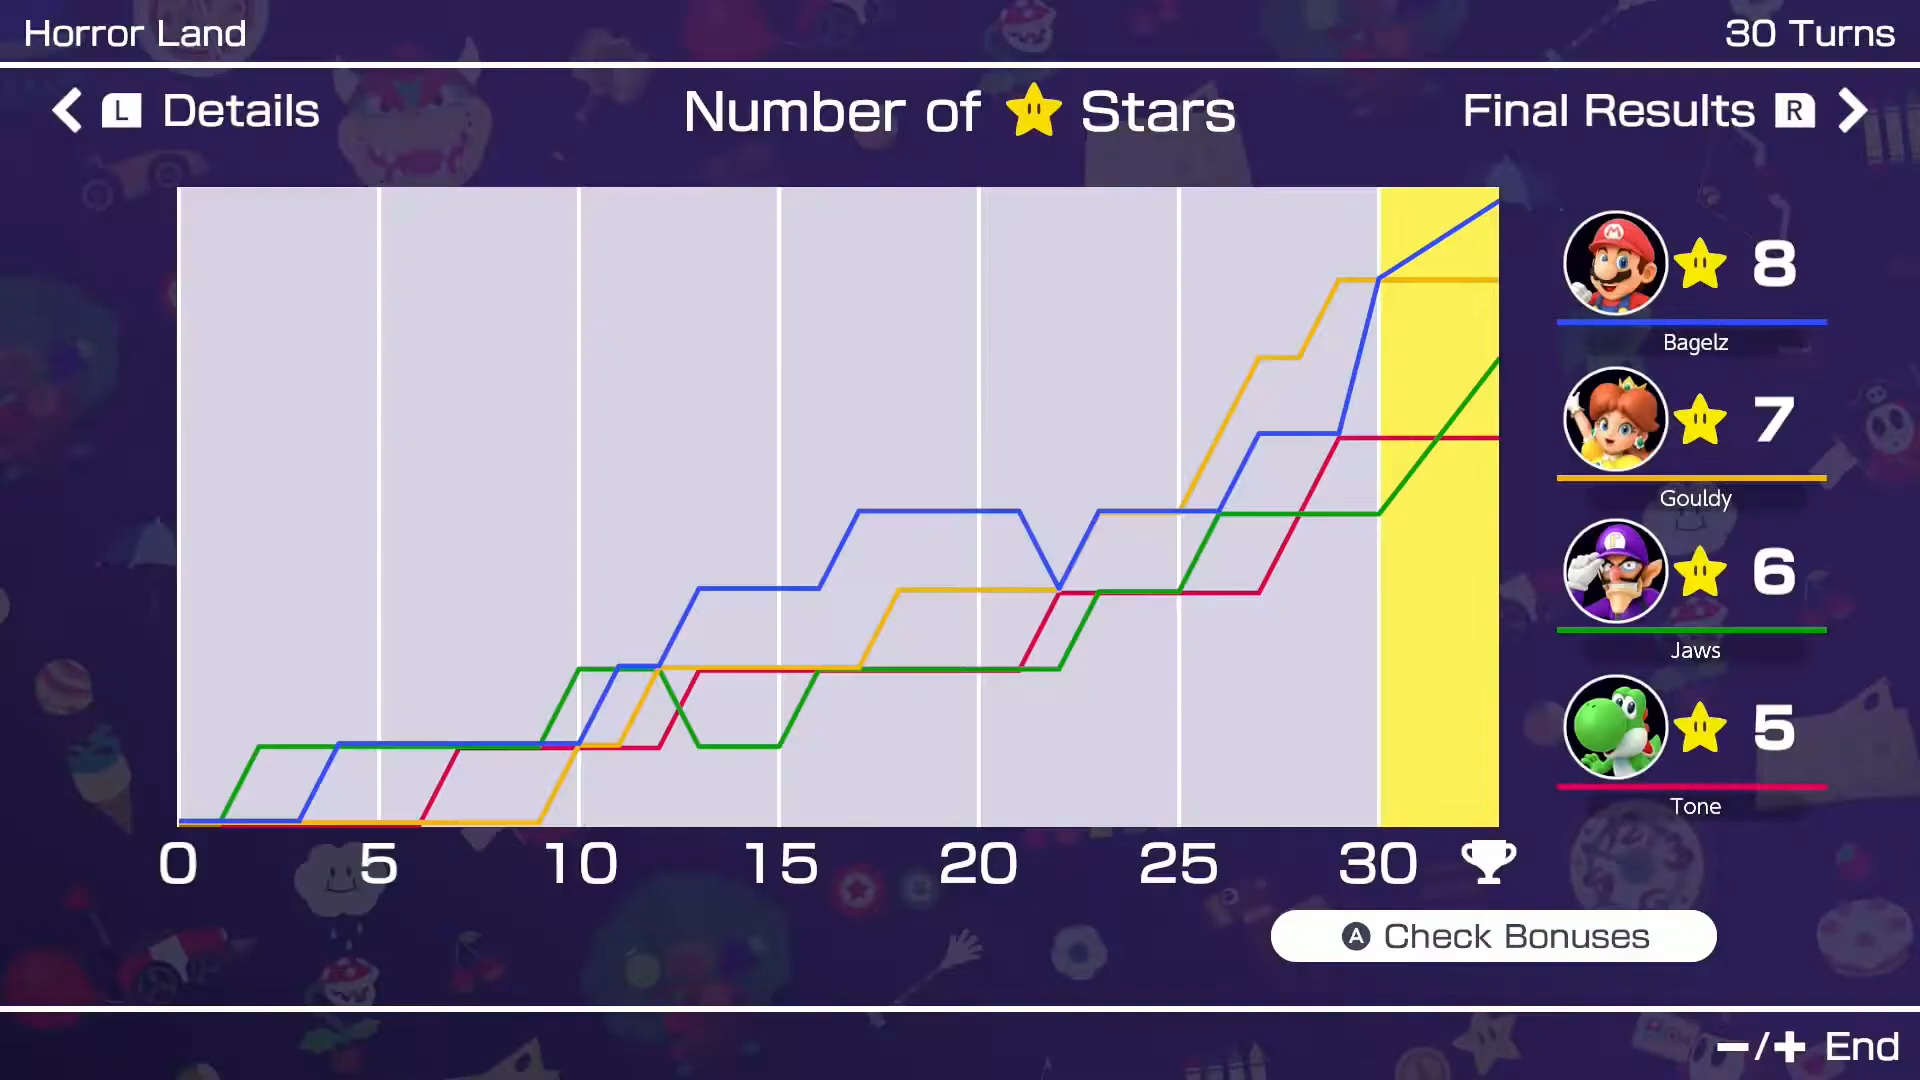 Horror Land
30 Turns
L Details
Number of Stars
Final Results R
8
Bagelz
7
Gouldy
6
Jaws
5
Tone
0 5 10 15 20 25 30
A Check Bonuses
−/+ End